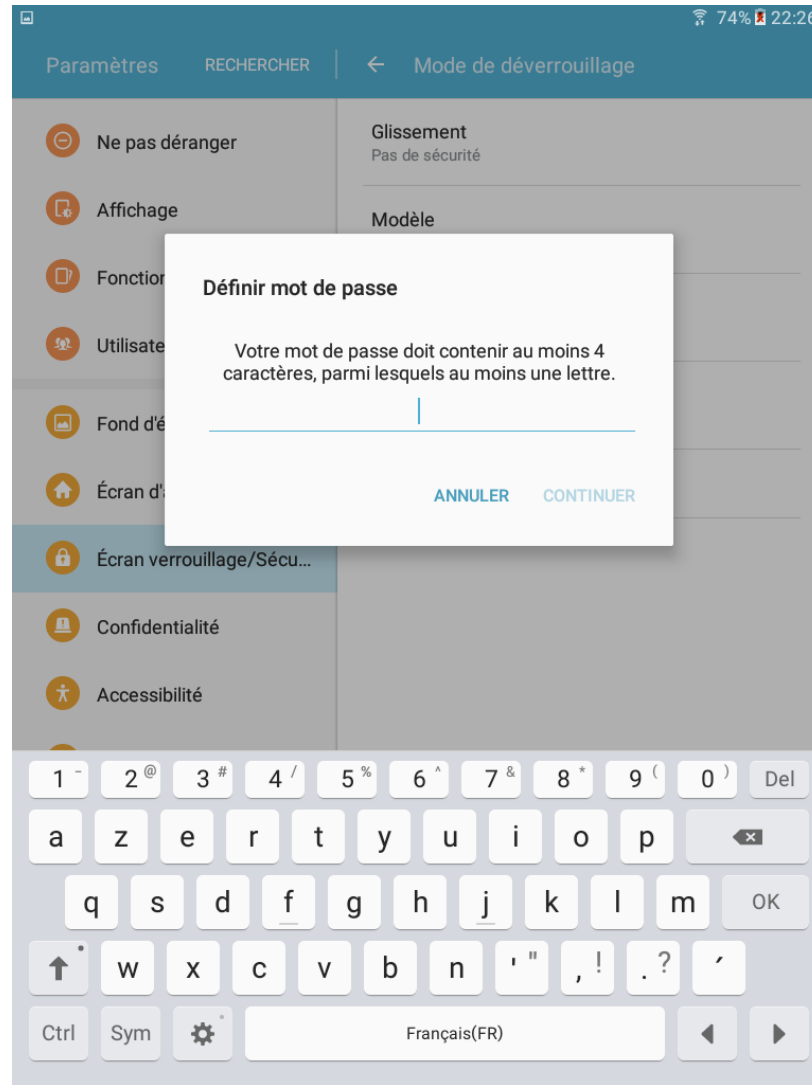 74% 22:26
Paramètres RECHERCHER Mode de déverrouillage
Ne pas déranger
Glissement
Pas de sécurité
Affichage
Modèle
Fonction
Utilisate
Définir mot de passe
Votre mot de passe doit contenir au moins 4
caractères, parmi lesquels au moins une lettre.
ANNULER CONTINUER
Fond d'é
Écran d'a
Écran verrouillage/Sécu...
Confidentialité
Accessibilité
1 - 2 @ 3 # 4 / 5 % 6 ^ 7 & 8 * 9 ( 0 ) Del
a z e r t y u i o p
q s d f g h j k l m OK
w x c v b n ' " , ! . ? ´
Ctrl Sym Français(FR)